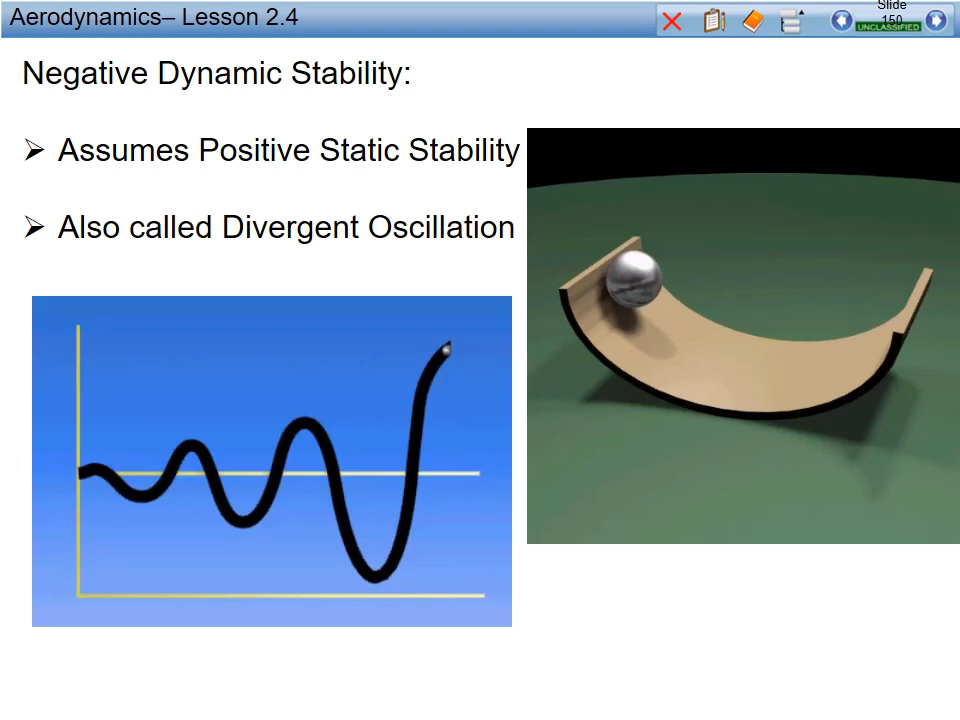 Aerodynamics– Lesson 2.4
Slide
150
UNCLASSIFIED
Negative Dynamic Stability:
➢ Assumes Positive Static Stability
➢ Also called Divergent Oscillation